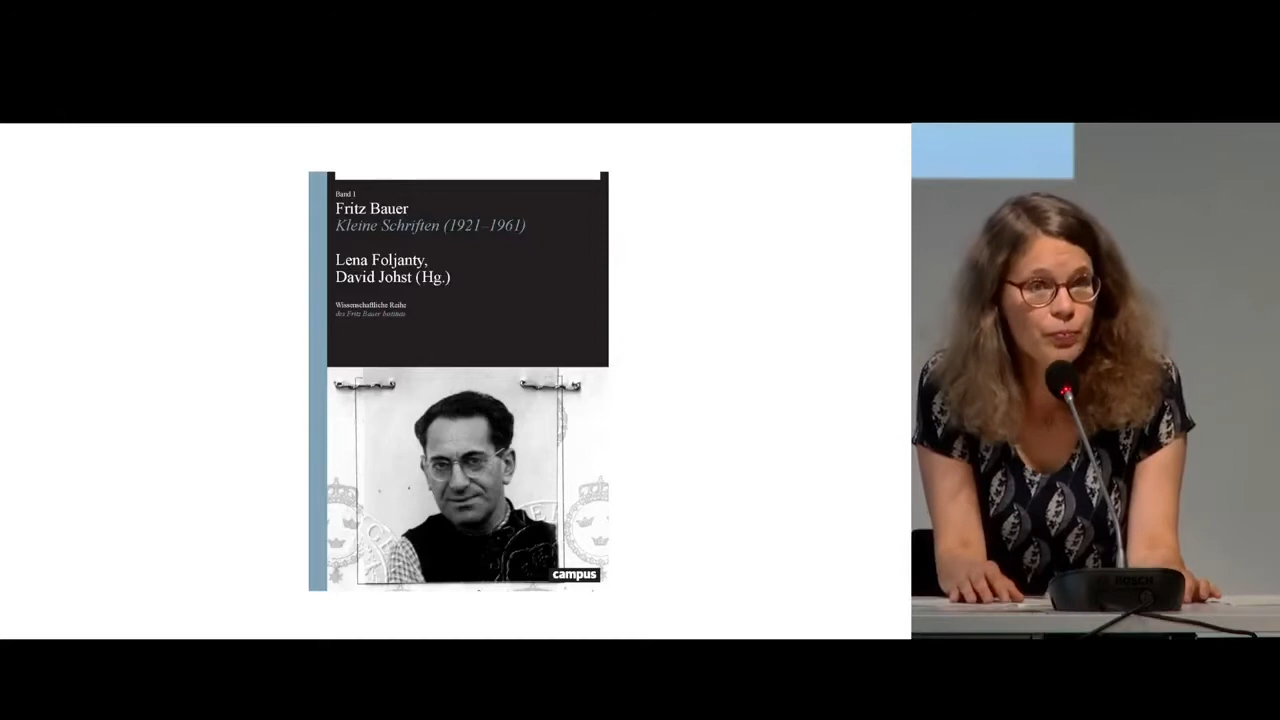 Band 1
Fritz Bauer
Kleine Schriften (1921–1961)
Lena Foljanty,
David Johst (Hg.)
Wissenschaftliche Reihe
des Fritz Bauer Instituts
campus
BOSCH